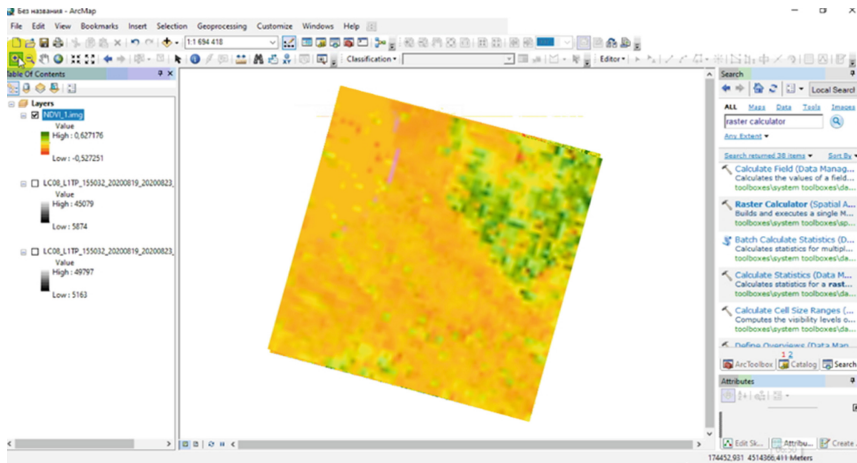 Без названия - ArcMap
File Edit View Bookmarks Insert Selection Geoprocessing Customize Windows Help
1:1 694 418
Classification
Editor
Table Of Contents
Layers
NDVI_1.img
Value
High : 0,627176
Low : -0,527251
LC08_L1TP_155032_20200819_20200823_
Value
High : 45079
Low : 5874
LC08_L1TP_155032_20200819_20200823_
Value
High : 49797
Low : 5163
Search
Local Search
ALL Maps Data Tools Images
raster calculator
Any Extent
Search returned 38 items Sort By
Calculate Field (Data Manag...
Calculates the values of a field...
toolboxes\system toolboxes\da...
Raster Calculator (Spatial A...
Builds and executes a single M...
toolboxes\system toolboxes\sp...
Batch Calculate Statistics (D...
Calculates statistics for multipl...
toolboxes\system toolboxes\da...
Calculate Statistics (Data M...
Calculates statistics for a rast...
toolboxes\system toolboxes\da...
Calculate Cell Size Ranges (...
Computes the visibility levels o...
toolboxes\system toolboxes\da...
Define Overviews (Data Man...
1 2
ArcToolbox Catalog Search
Attributes
Edit Sk... Attribu... Create
174452,931 4514366,411 Meters